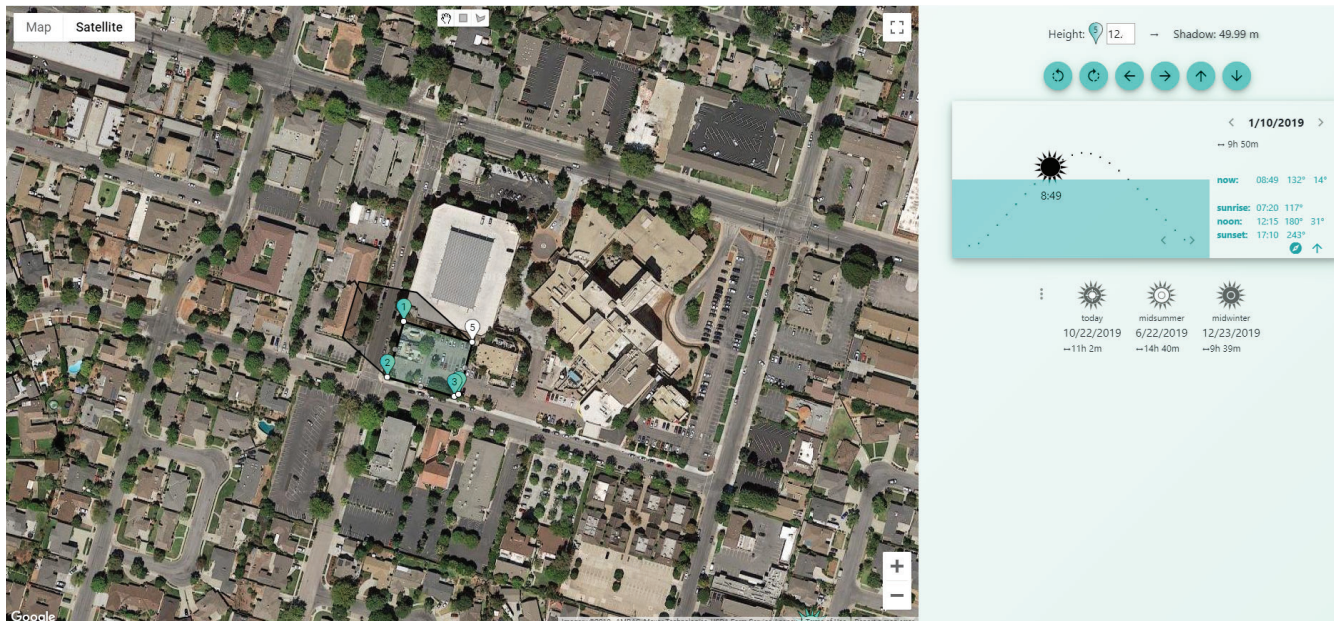 Map Satellite
Height: 5 12. → Shadow: 49.99 m
1/10/2019
↔ 9h 50m
8:49
now: 08:49 132° 14°
sunrise: 07:20 117°
noon: 12:15 180° 31°
sunset: 17:10 243°
today midsummer midwinter
10/22/2019 6/22/2019 12/23/2019
↔11h 2m ↔14h 40m ↔9h 39m
1
5
2
3
Google